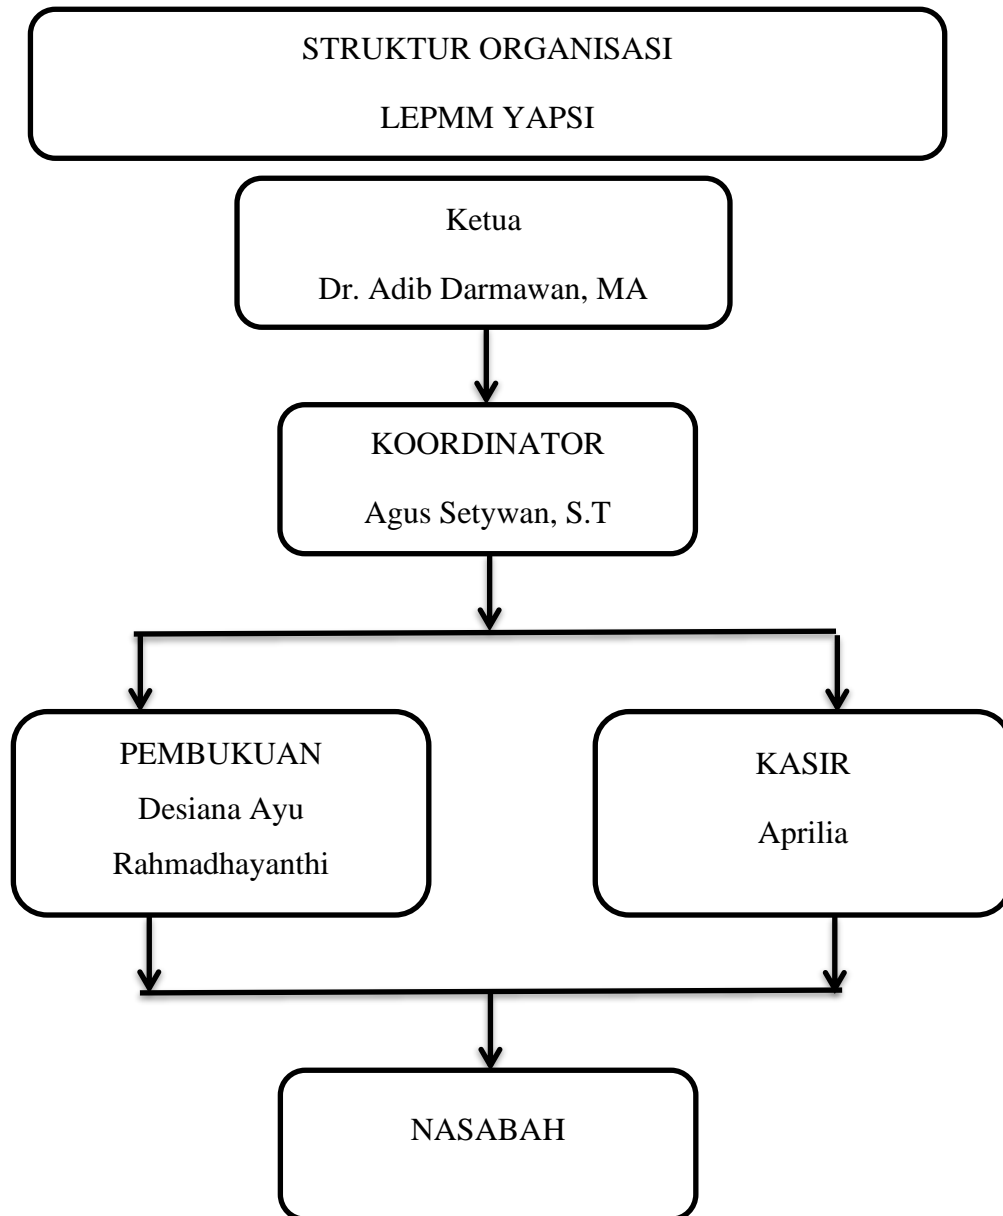 STRUKTUR ORGANISASI
LEPMM YAPSI
Ketua
Dr. Adib Darmawan, MA
KOORDINATOR
Agus Setywan, S.T
PEMBUKUAN
Desiana Ayu
Rahmadhayanthi
KASIR
Aprilia
NASABAH